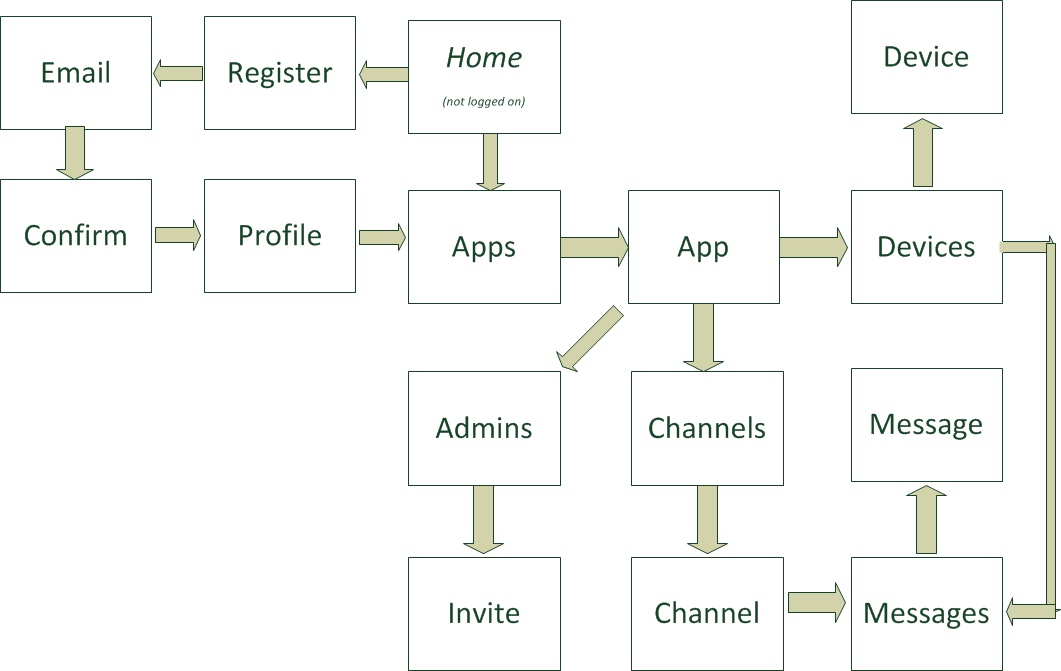 Device
Email
Register
Home
(not logged on)
Confirm
Profile
Apps
App
Devices
Admins
Channels
Message
Invite
Channel
Messages